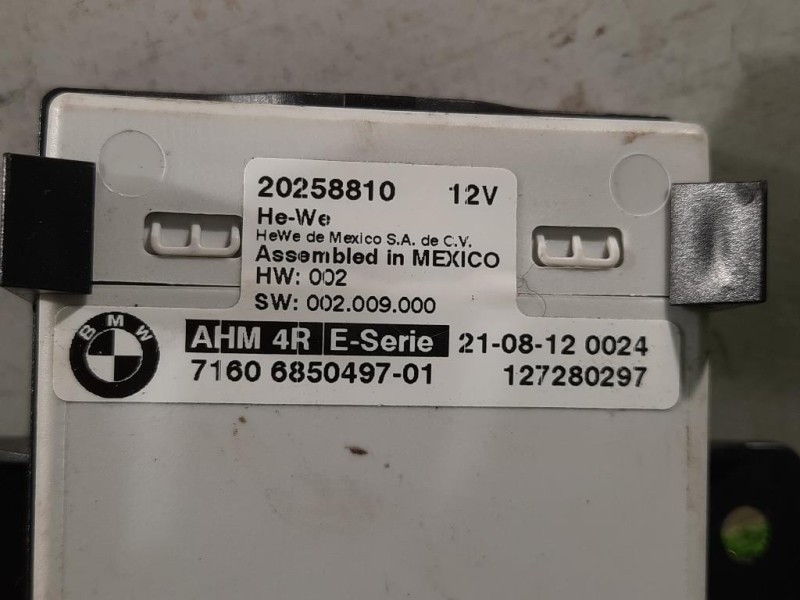 20258810 12V
He-We
HeWe de Mexico S.A. de C.V.
Assembled in MEXICO
HW: 002
SW: 002.009.000
BMW
AHM 4R E-Serie 21-08-12 0024
7160 6850497-01 127280297